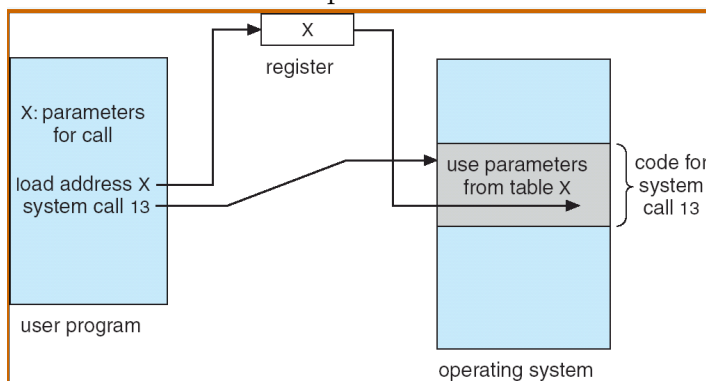 X
register
X: parameters
for call
load address X
system call 13
user program
use parameters
from table X
code for
system
call 13
operating system